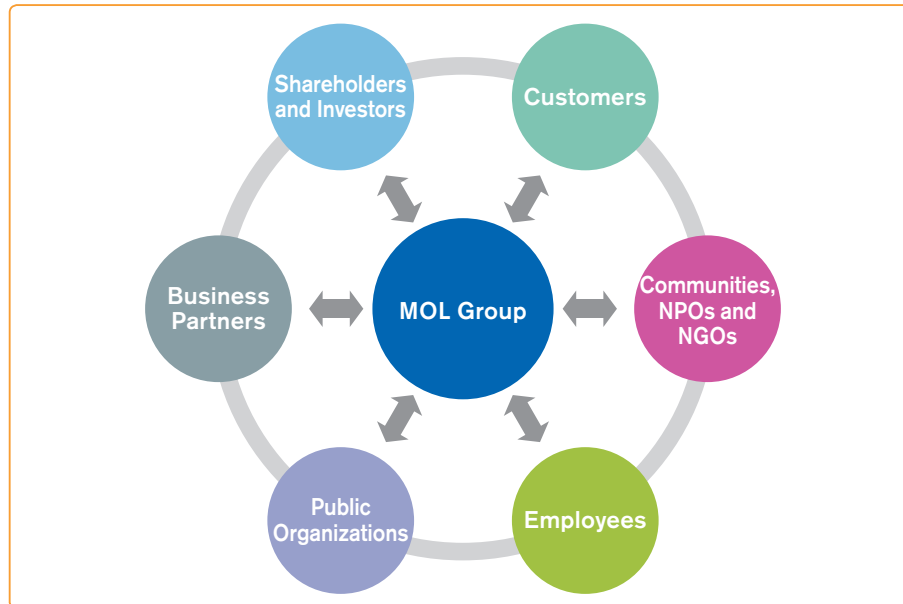 Shareholders
and Investors
Customers
Business
Partners
MOL Group
Communities,
NPOs and
NGOs
Public
Organizations
Employees